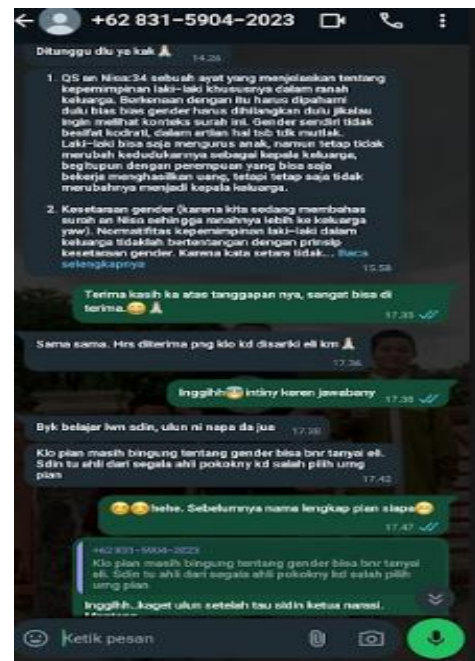 +62 831-5904-2023
Ditunggu dlu ya kak 🙏
14.26
1. QS an Nisa:34 sebuah ayat yang menjelaskan tentang
kepemimpinan laki-laki khususnya dalam ranah
keluarga. Berkenaan dengan itu harus dipahami
dulu bias bias gender harus dihilangkan dulu jikalau
ingin melihat konteks surah ini. Gender sendiri tidak
besifat kodrati, dalam artian hal tsb tdk mutlak.
Laki-laki bisa saja mengurus anak, namun tetap tidak
merubah kedudukannya sebagai kepala keluarga,
begitupun dengan perempuan yang bisa saja
bekerja menghasilkan uang, tetapi tetap saja tidak
merubahnya menjadi kepala keluarga.
2. Kesetaraan gender (karena kita sedang membahas
surah an Nisa sehingga ranahnya lebih ke keluarga
yaw). Normatifitas kepemimpinan laki-laki dalam
keluarga tidaklah bertentangan dengan prinsip
kesetaraan gender. Karena kata setara tidak... Baca
selengkapnya
15.58
Terima kasih ka atas tanggapan nya, sangat bisa di
terima.😊🙏
17.35
Sama sama. Hrs diterima png klo kd disariki eli km 🙏
17.36
Inggihh😇intiny keren jawabany
17.38
Byk belajar lwn sdin, ulun ni napa da jua
17.38
Klo pian masih bingung tentang gender bisa bnr tanyai eli.
Sdin tu ahli dari segala ahli pokokny kd salah pilih urng
pian
17.42
😊😊hehe. Sebelumnya nama lengkap pian siapa😊
17.47
+62 831-5904-2023
Klo pian masih bingung tentang gender bisa bnr tanyai
eli. Sdin tu ahli dari segala ahli pokokny kd salah pilih
urng pian
Inggihh..kaget ulun setelah tau sidin ketua narasi.
Ketik pesan